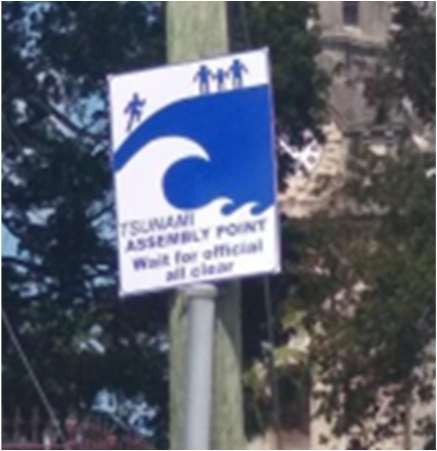 TSUNAMI
ASSEMBLY POINT
Wait for official
all clear